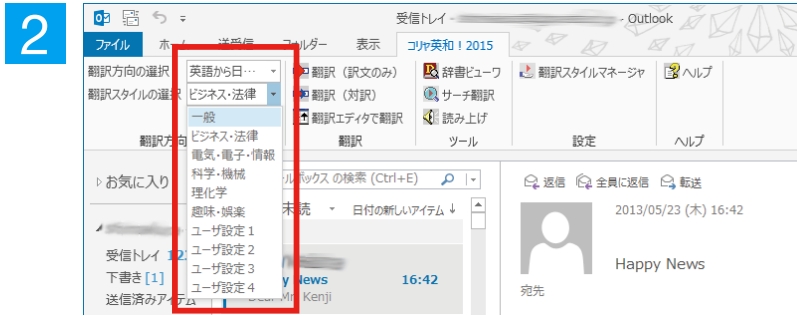 2
受信トレイ - - Outlook
ファイル ホーム 送受信 フォルダー 表示 コリャ英和！2015
翻訳方向の選択 英語から日… 翻訳（訳文のみ） 辞書ビューワ 翻訳スタイルマネージャ ヘルプ
翻訳スタイルの選択 ビジネス・法律 翻訳（対訳） サーチ翻訳
一般 翻訳エディタで翻訳 読み上げ
翻訳方向 翻訳 ツール 設定 ヘルプ
ビジネス・法律
電気・電子・情報
科学・機械
理化学
趣味・娯楽
ユーザ設定1
ユーザ設定2
ユーザ設定3
ユーザ設定4
お気に入り
受信トレイ
下書き [1]
送信済みアイテム
ールボックス の検索 (Ctrl+E)
未読 日付の新しいアイテム ↓
py News 16:42
Dear Mr. Kenji
返信 全員に返信 転送
2013/05/23 (木) 16:42
Happy News
宛先